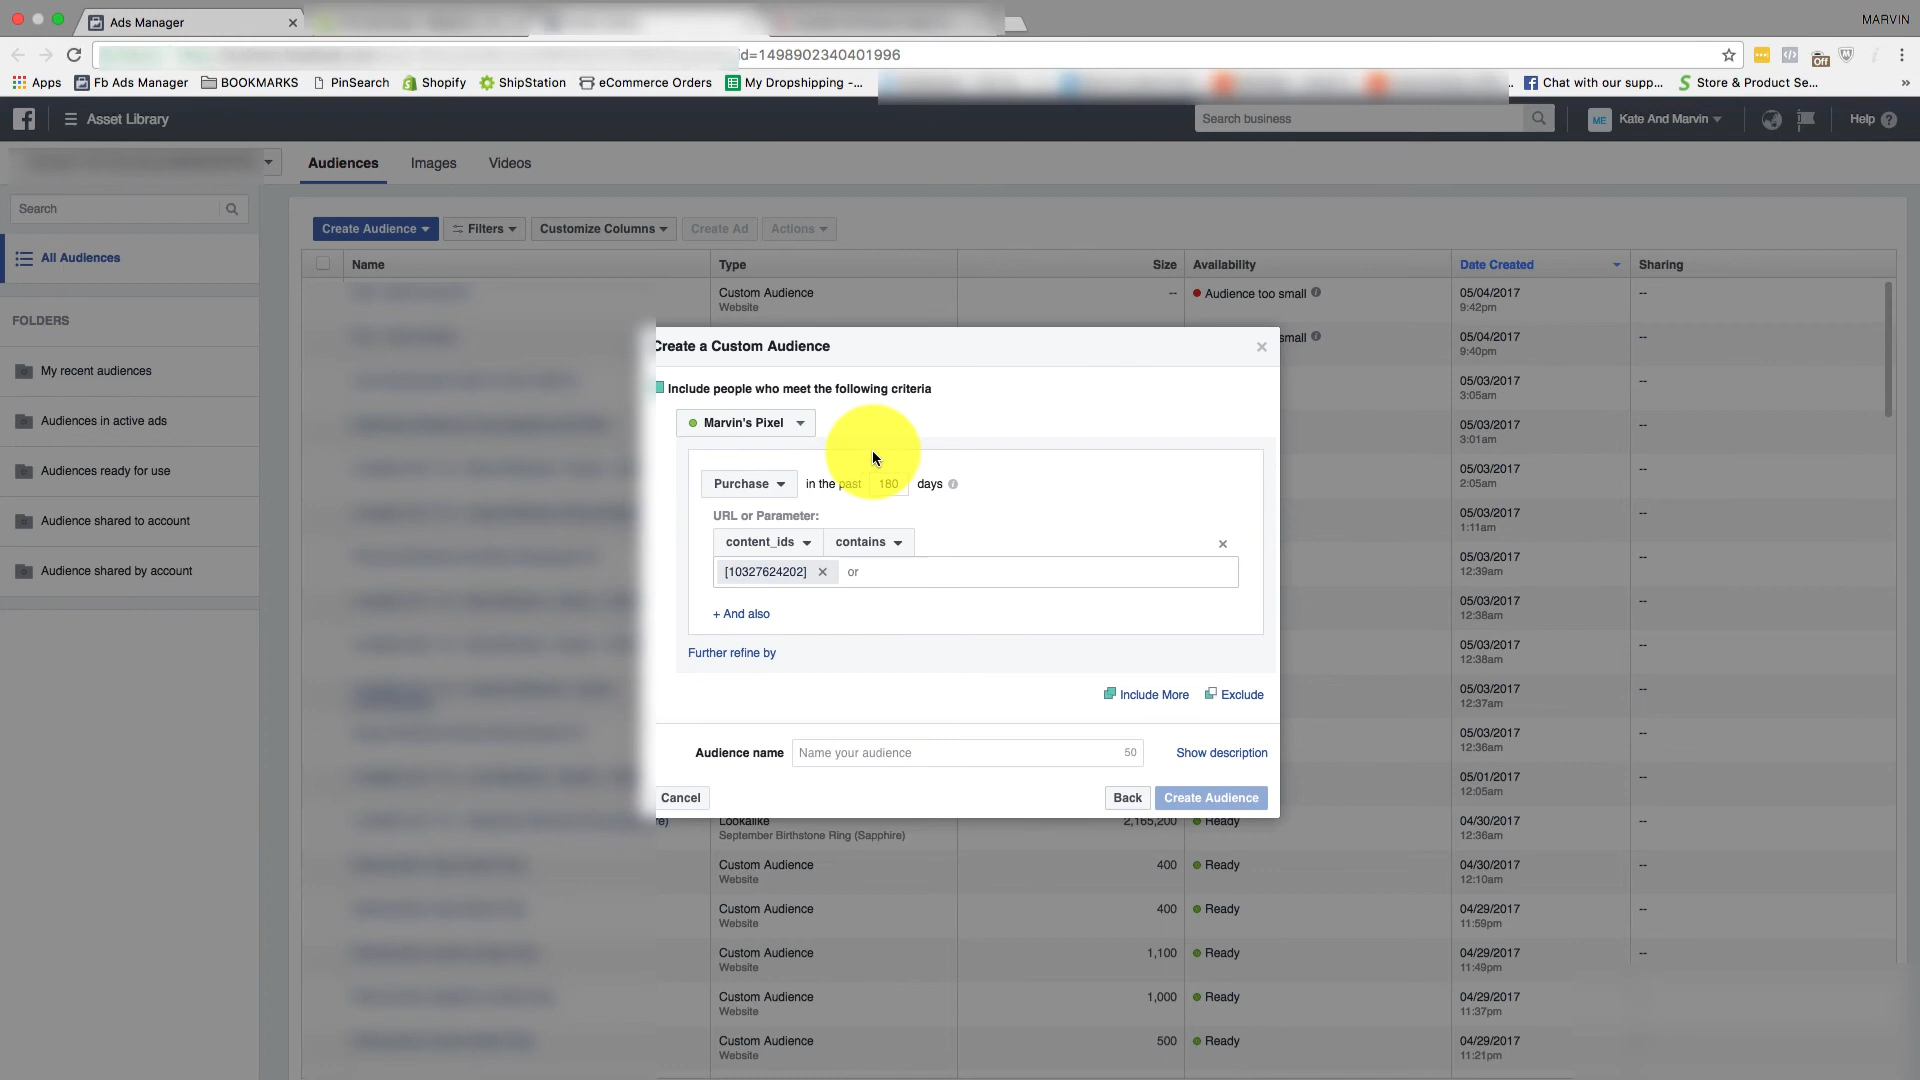 Ads Manager
MARVIN
id=1498902340401996
Off
Apps
Fb Ads Manager
BOOKMARKS
PinSearch
Shopify
ShipStation
eCommerce Orders
My Dropshipping -...
Chat with our supp...
Store & Product Se...
»
Asset Library
Search business
ME
Kate And Marvin
Help
Audiences
Images
Videos
Search
All Audiences
FOLDERS
My recent audiences
Audiences in active ads
Audiences ready for use
Audience shared to account
Audience shared by account
Create Audience
Filters
Customize Columns
Create Ad
Actions
Name
Type
Size
Availability
Date Created
Sharing
Custom Audience
Website
--
Audience too small
05/04/2017
9:42pm
--
small
05/04/2017
9:40pm
--
05/03/2017
3:05am
--
05/03/2017
3:01am
--
05/03/2017
2:05am
--
05/03/2017
1:11am
--
05/03/2017
12:39am
--
05/03/2017
12:38am
--
05/03/2017
12:38am
--
05/03/2017
12:37am
--
05/03/2017
12:36am
--
05/01/2017
12:05am
--
Create a Custom Audience
Include people who meet the following criteria
Marvin's Pixel
Purchase
in the past 180 days
URL or Parameter:
content_ids
contains
[10327624202] or
+ And also
Further refine by
Include More
Exclude
Audience name
Name your audience
50
Show description
Cancel
Back
Create Audience
re)
Lookalike
September Birthstone Ring (Sapphire)
2,165,200
Ready
04/30/2017
12:36am
--
Custom Audience
Website
400
Ready
04/30/2017
12:10am
--
Custom Audience
Website
400
Ready
04/29/2017
11:59pm
--
Custom Audience
Website
1,100
Ready
04/29/2017
11:49pm
--
Custom Audience
Website
1,000
Ready
04/29/2017
11:37pm
Custom Audience
Website
500
Ready
04/29/2017
11:21pm